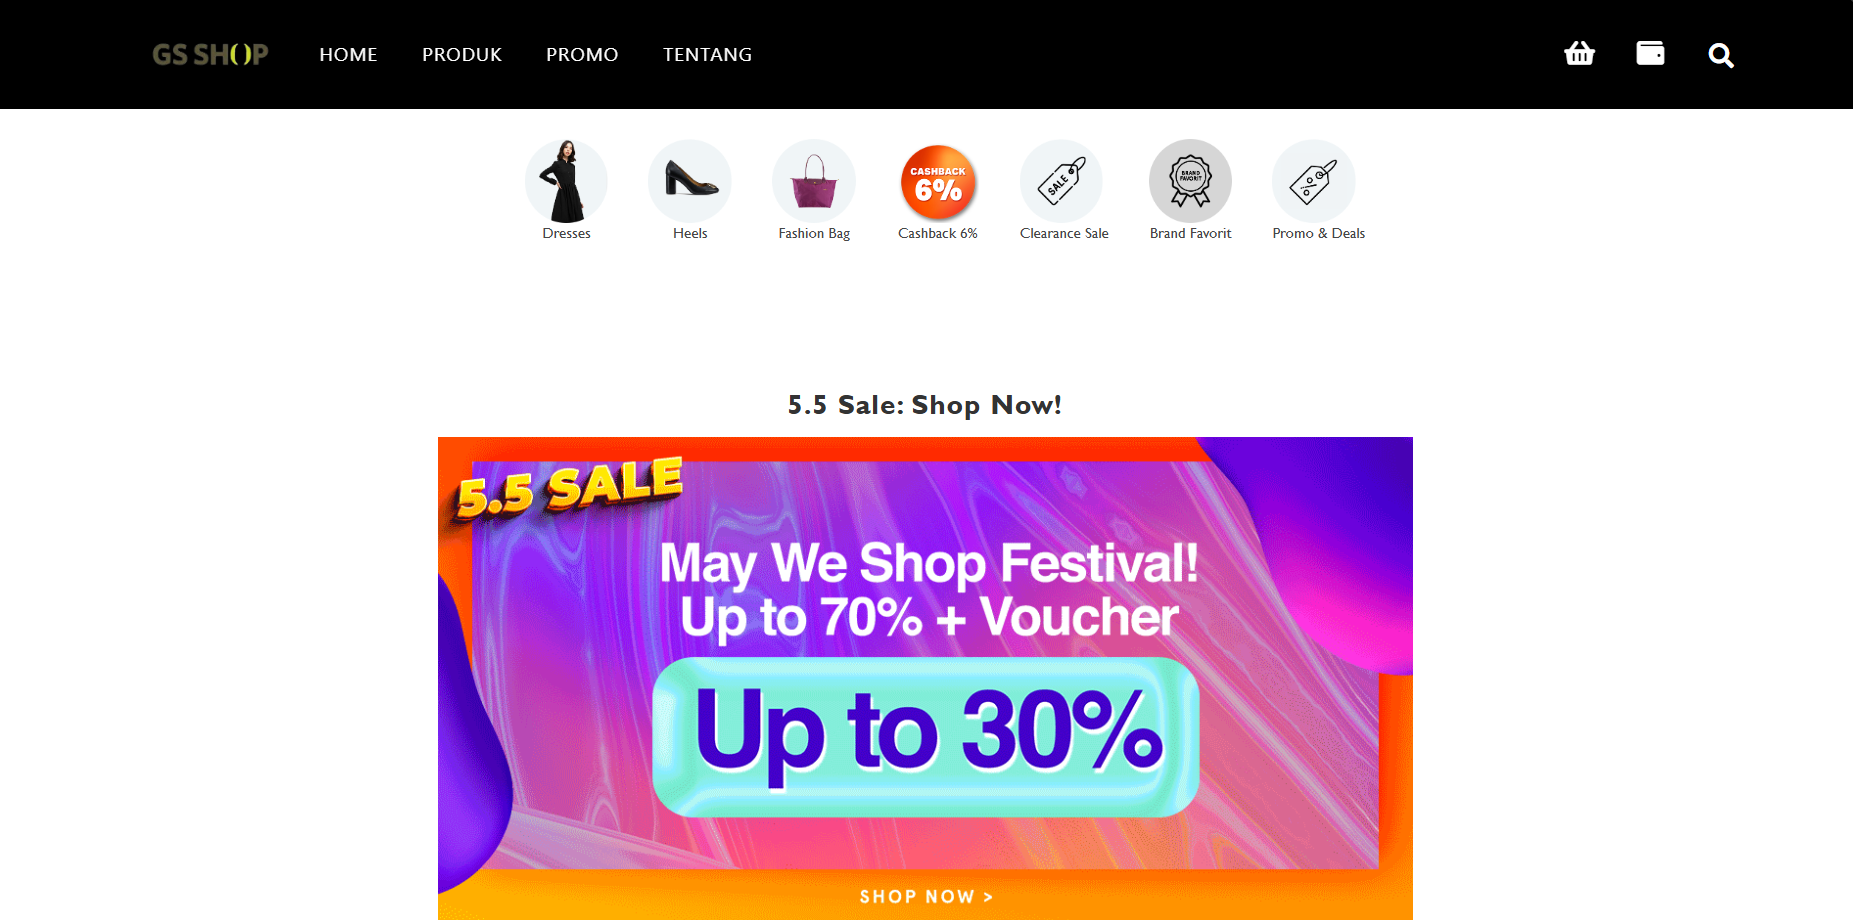 GS SHOP
HOME PRODUK PROMO TENTANG
CASHBACK
6%
SALE
BRAND
FAVORIT
Dresses Heels Fashion Bag Cashback 6% Clearance Sale Brand Favorit Promo & Deals
5.5 Sale: Shop Now!
5.5 SALE
May We Shop Festival!
Up to 70% + Voucher
Up to 30%
SHOP NOW >